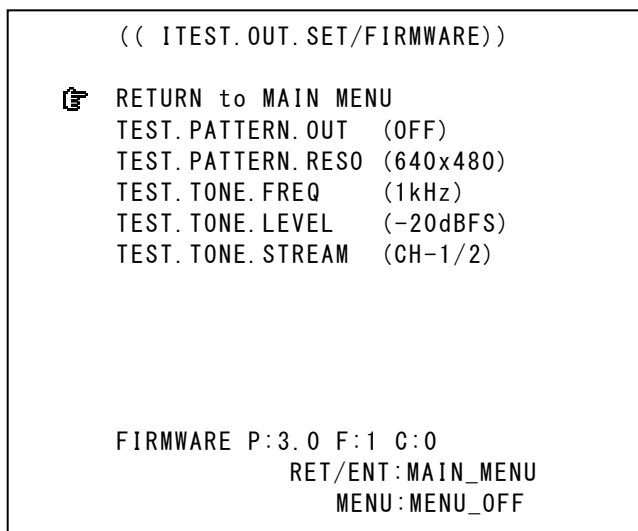 (( ITEST.OUT.SET/FIRMWARE))
RETURN to MAIN MENU
TEST.PATTERN.OUT (OFF)
TEST.PATTERN.RESO (640x480)
TEST.TONE.FREQ (1kHz)
TEST.TONE.LEVEL (-20dBFS)
TEST.TONE.STREAM (CH-1/2)
FIRMWARE P:3.0 F:1 C:0
RET/ENT:MAIN_MENU
MENU:MENU_OFF